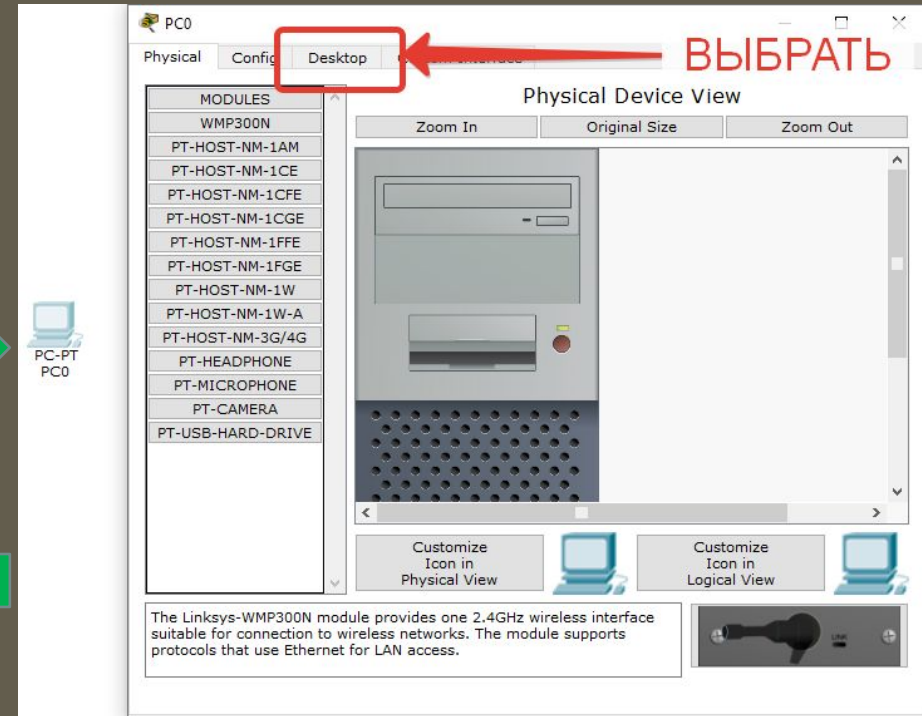 PC0
Physical Config Desktop Interface
ВЫБРАТЬ
MODULES
WMP300N
PT-HOST-NM-1AM
PT-HOST-NM-1CE
PT-HOST-NM-1CFE
PT-HOST-NM-1CGE
PT-HOST-NM-1FFE
PT-HOST-NM-1FGE
PT-HOST-NM-1W
PT-HOST-NM-1W-A
PT-HOST-NM-3G/4G
PT-HEADPHONE
PT-MICROPHONE
PT-CAMERA
PT-USB-HARD-DRIVE
Physical Device View
Zoom In Original Size Zoom Out
PC-PT
PC0
Customize
Icon in
Physical View
Customize
Icon in
Logical View
The Linksys-WMP300N module provides one 2.4GHz wireless interface
suitable for connection to wireless networks. The module supports
protocols that use Ethernet for LAN access.
LINK